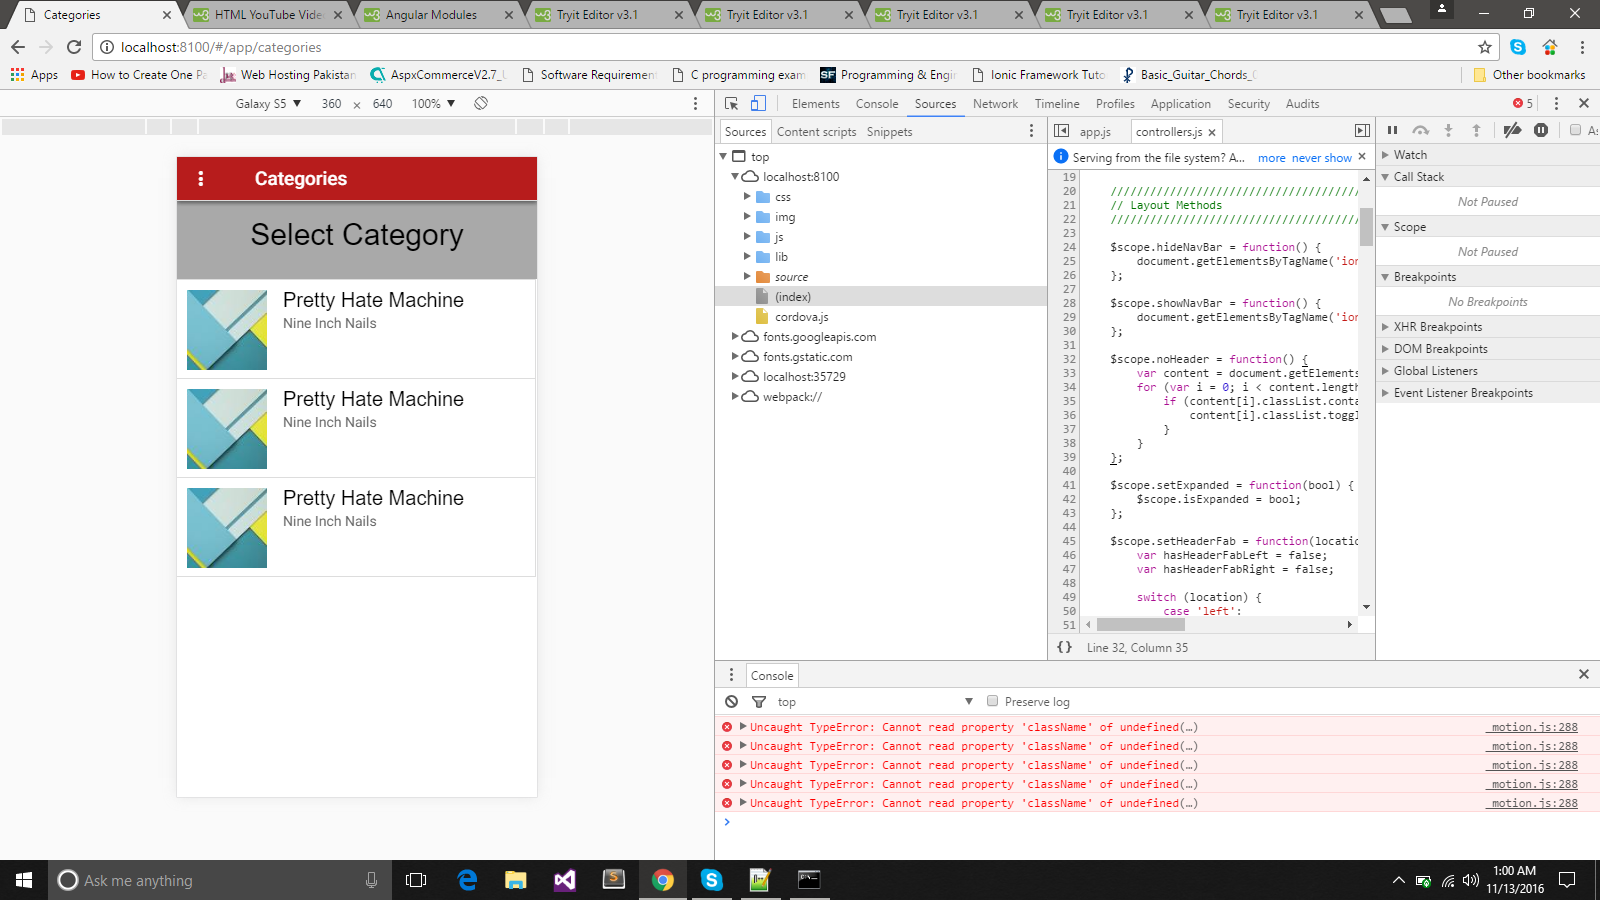 Categories
HTML YouTube Vide
Angular Modules
Tryit Editor v3.1
Tryit Editor v3.1
Tryit Editor v3.1
Tryit Editor v3.1
Tryit Editor v3.1
localhost:8100/#/app/categories
Apps
How to Create One Pa
Web Hosting Pakistan
AspxCommerceV2.7_U
Software Requirement
C programming exam
SF
Programming & Engi
Ionic Framework Tuto
Basic_Guitar_Chords_
Other bookmarks
Galaxy S5 ▼ 360 × 640 100% ▼
Elements Console Sources Network Timeline Profiles Application Security Audits
5
Sources Content scripts Snippets
top
localhost:8100
css
img
js
lib
source
(index)
cordova.js
fonts.googleapis.com
fonts.gstatic.com
localhost:35729
webpack://
app.js
controllers.js
Serving from the file system? A... more never show
19
20 ////////////////////////////////////////
21 // Layout Methods
22 ////////////////////////////////////////
23
24 $scope.hideNavBar = function() {
25 document.getElementsByTagName('ion
26 };
27
28 $scope.showNavBar = function() {
29 document.getElementsByTagName('ion
30 };
31
32 $scope.noHeader = function() {
33 var content = document.getElements
34 for (var i = 0; i < content.length
35 if (content[i].classList.conta
36 content[i].classList.toggl
37 }
38 }
39 };
40
41 $scope.setExpanded = function(bool) {
42 $scope.isExpanded = bool;
43 };
44
45 $scope.setHeaderFab = function(locatio
46 var hasHeaderFabLeft = false;
47 var hasHeaderFabRight = false;
48
49 switch (location) {
50 case 'left':
51
{} Line 32, Column 35
As
Watch
Call Stack
Not Paused
Scope
Not Paused
Breakpoints
No Breakpoints
XHR Breakpoints
DOM Breakpoints
Global Listeners
Event Listener Breakpoints
Categories
Select Category
Pretty Hate Machine
Nine Inch Nails
Pretty Hate Machine
Nine Inch Nails
Pretty Hate Machine
Nine Inch Nails
Console
top
Preserve log
Uncaught TypeError: Cannot read property 'className' of undefined(…) motion.js:288
Uncaught TypeError: Cannot read property 'className' of undefined(…) motion.js:288
Uncaught TypeError: Cannot read property 'className' of undefined(…) motion.js:288
Uncaught TypeError: Cannot read property 'className' of undefined(…) motion.js:288
Uncaught TypeError: Cannot read property 'className' of undefined(…) motion.js:288
Ask me anything
1:00 AM
11/13/2016